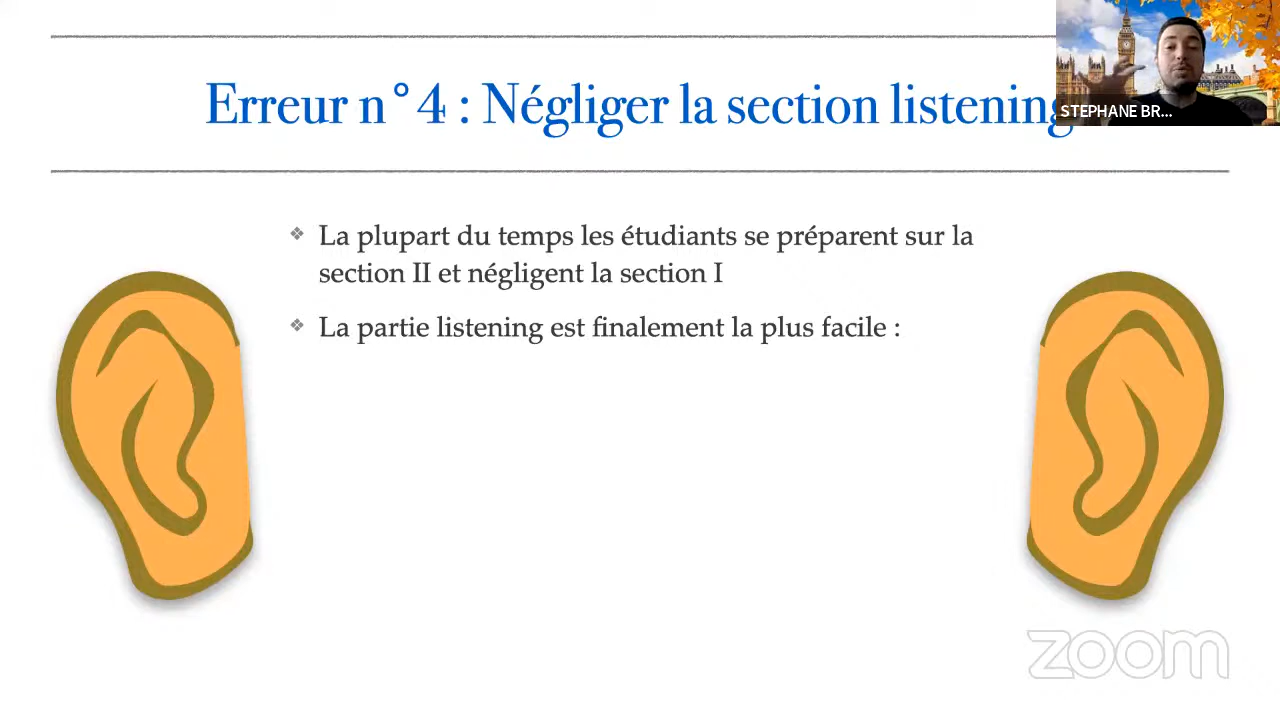 Erreur n°4 : Négliger la section listening
STEPHANE BR...
❖ La plupart du temps les étudiants se préparent sur la
section II et négligent la section I
❖ La partie listening est finalement la plus facile :
zoom